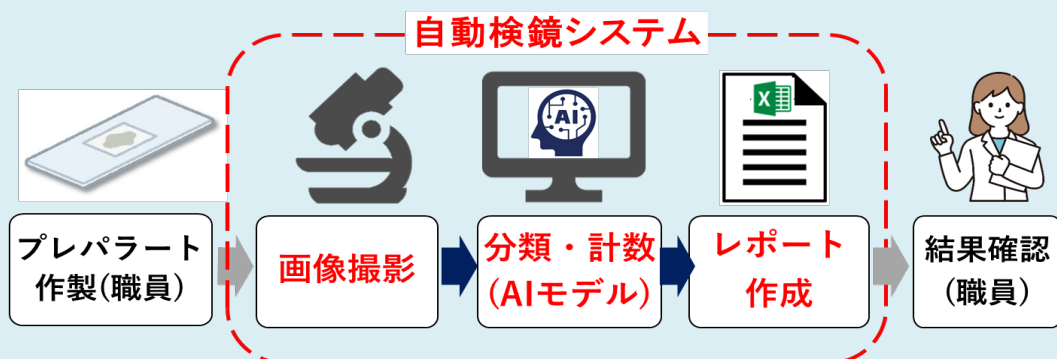 自動検鏡システム
AI
X
プレパラート
作製(職員)
画像撮影
分類・計数
(AIモデル)
レポート
作成
結果確認
(職員)